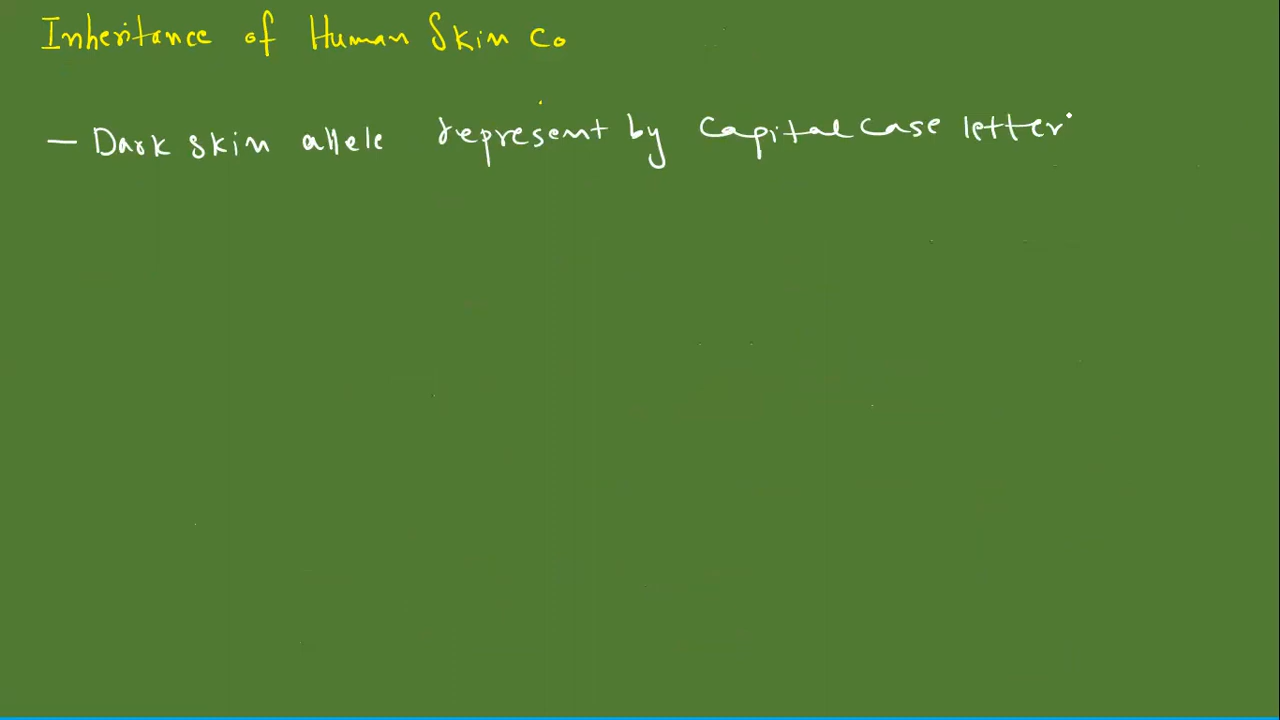 Inheritance of Human Skin Co
- Dark skin allele represent by Capital case letter